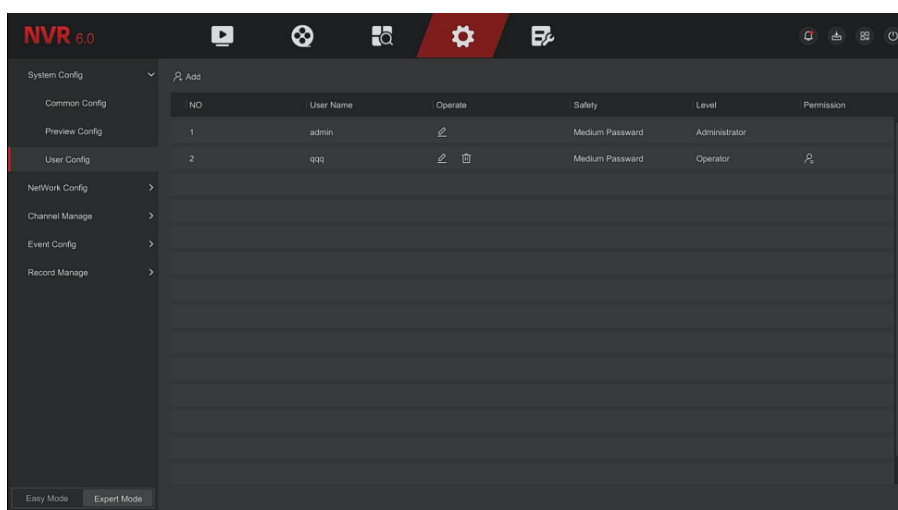 NVR 6.0
System Config
Add
Common Config
NO User Name Operate Safety Level Permission
Preview Config
1 admin Medium Passward Administrator
User Config
2 qqq Medium Passward Operator
NetWork Config
Channel Manage
Event Config
Record Manage
Easy Mode Expert Mode